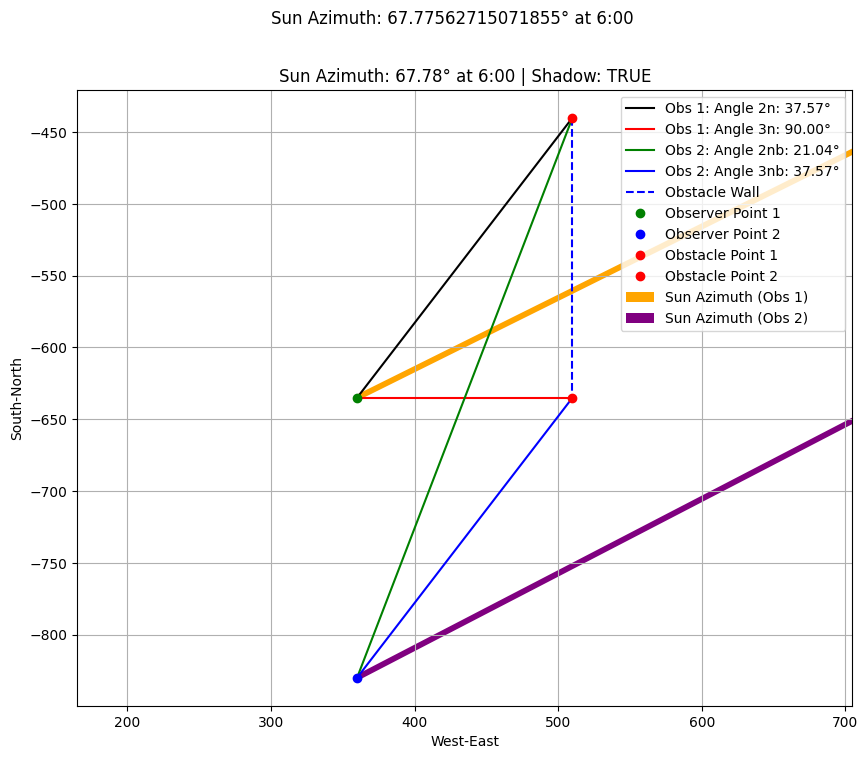 Sun Azimuth: 67.77562715071855° at 6:00
Sun Azimuth: 67.78° at 6:00 | Shadow: TRUE
Obs 1: Angle 2n: 37.57°
Obs 1: Angle 3n: 90.00°
Obs 2: Angle 2nb: 21.04°
Obs 2: Angle 3nb: 37.57°
Obstacle Wall
Observer Point 1
Observer Point 2
Obstacle Point 1
Obstacle Point 2
Sun Azimuth (Obs 1)
Sun Azimuth (Obs 2)
South-North
−450
−500
−550
−600
−650
−700
−750
−800
200 300 400 500 600 700
West-East